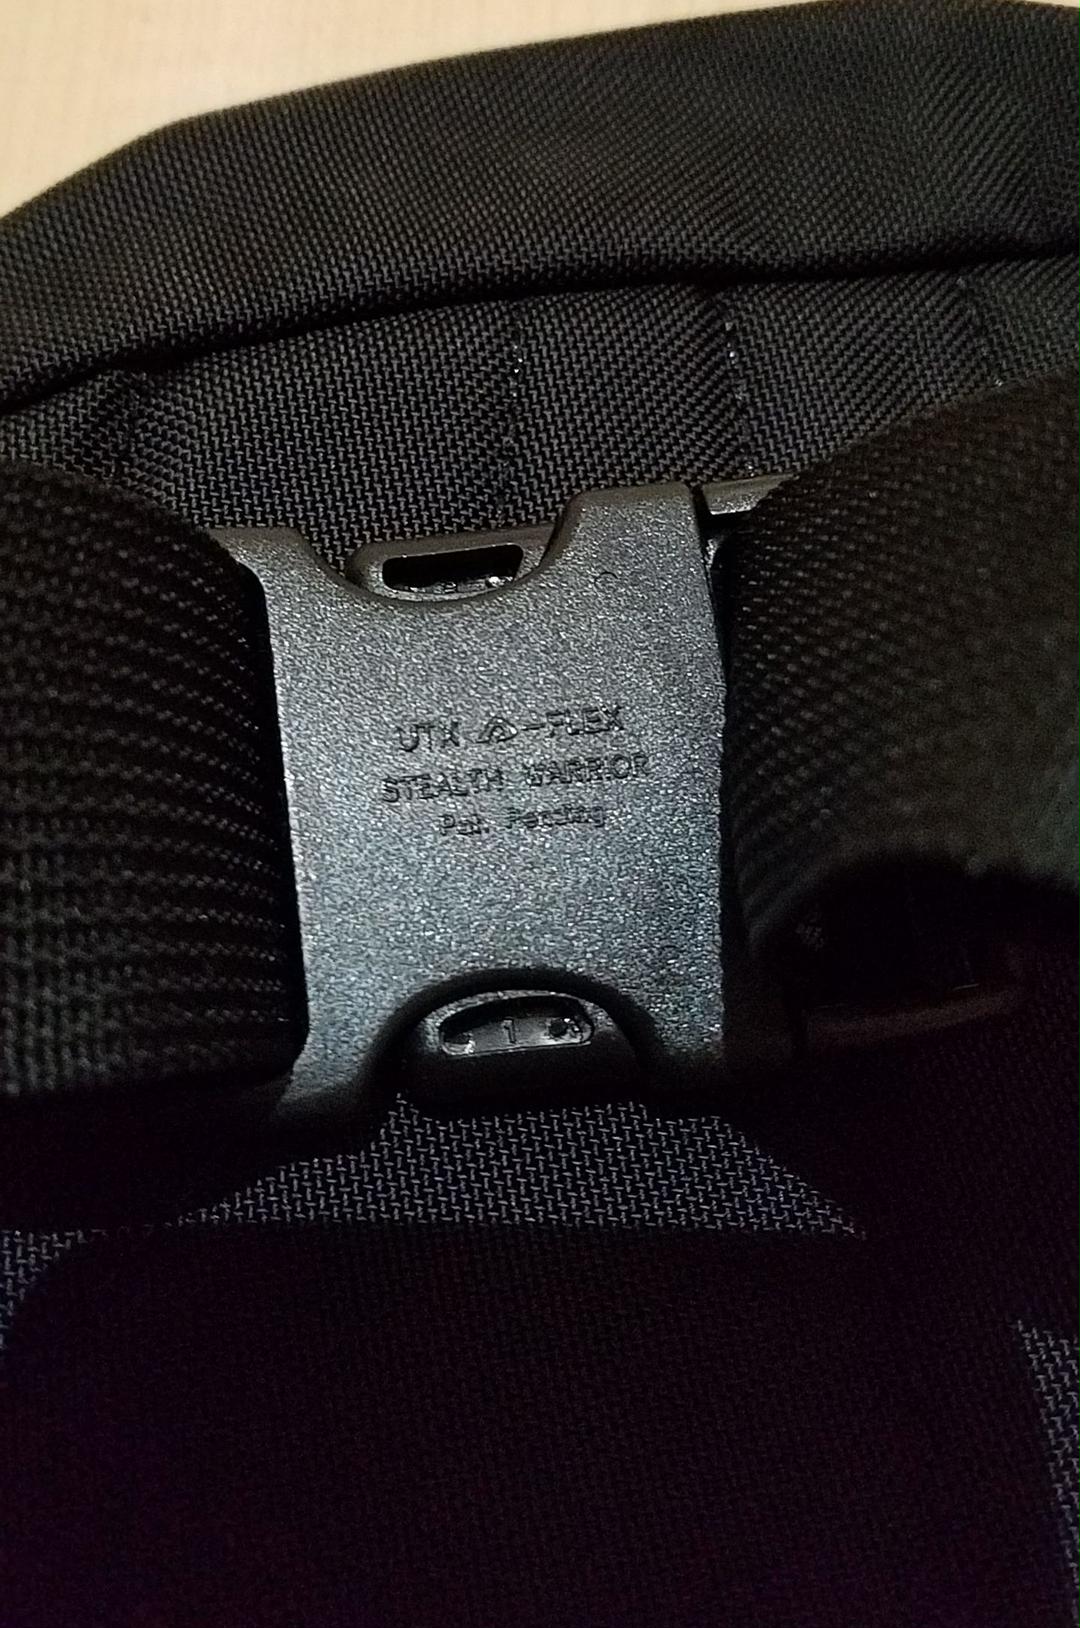 UTX -FLEX
STEALTH WARRIOR
Pat. Pending
1